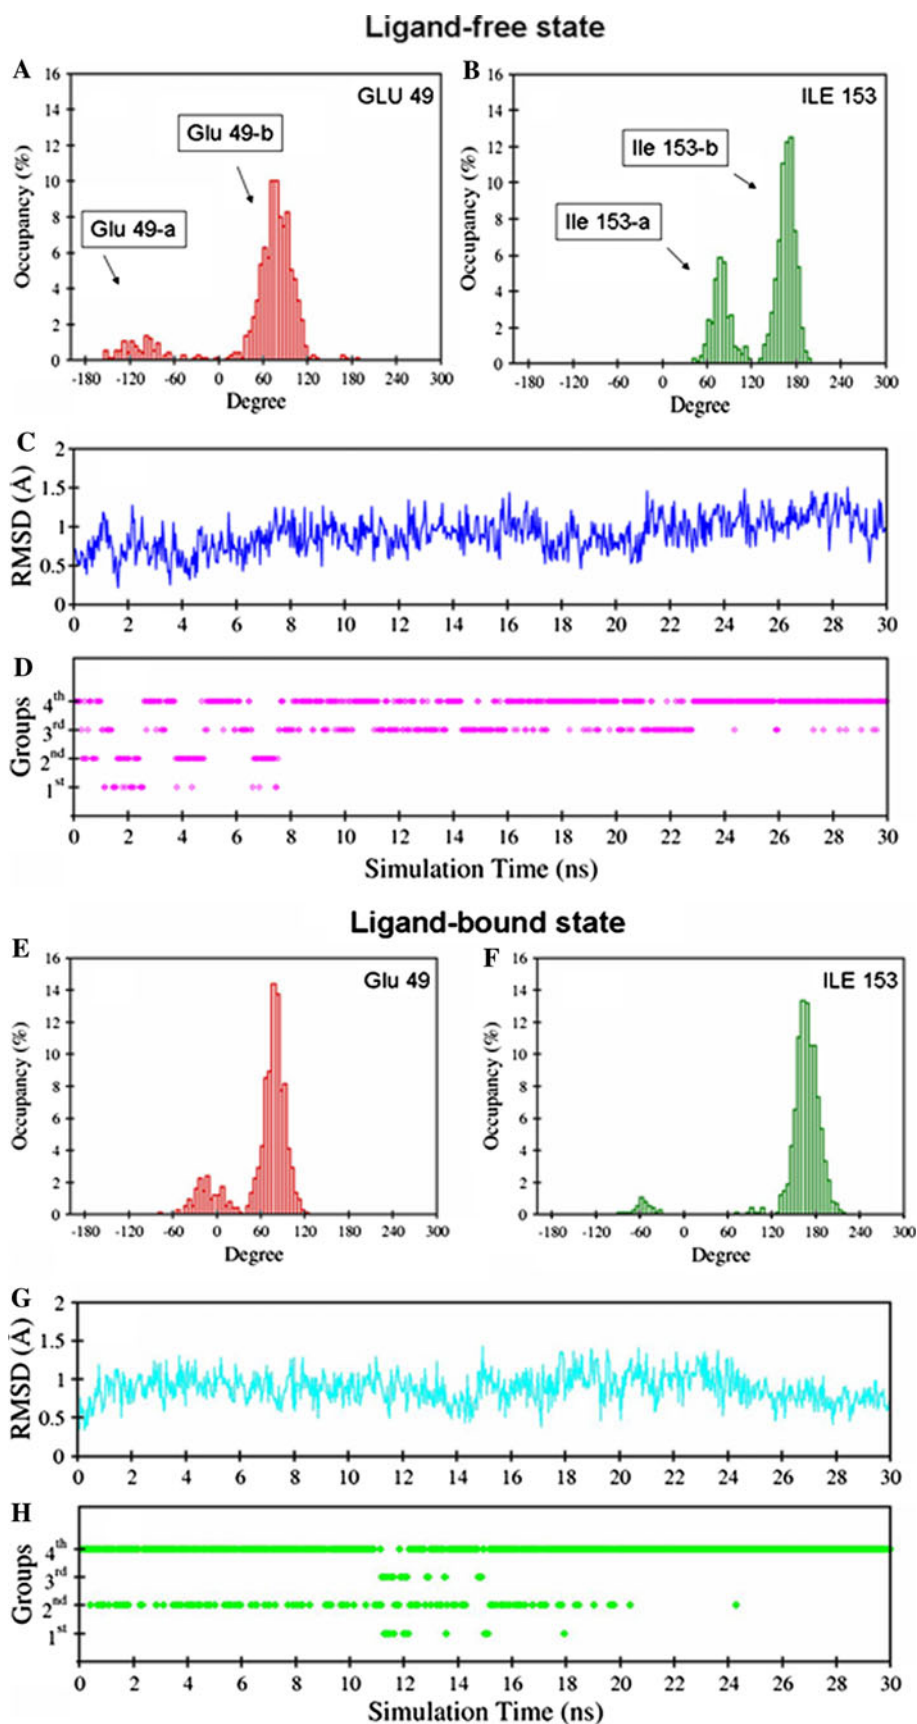 Ligand-free state
A
B
16
14
12
10
8
6
4
2
0
Occupancy (%)
GLU 49
Glu 49-b
Glu 49-a
-180 -120 -60 0 60 120 180 240 300
Degree
16
14
12
10
8
6
4
2
0
Occupancy (%)
ILE 153
Ile 153-b
Ile 153-a
-180 -120 -60 0 60 120 180 240 300
Degree
C
2
1.5
1
0.5
0
RMSD (Å)
0 2 4 6 8 10 12 14 16 18 20 22 24 26 28 30
D
Groups
4th
3rd
2nd
1st
0 2 4 6 8 10 12 14 16 18 20 22 24 26 28 30
Simulation Time (ns)
Ligand-bound state
E
F
16
14
12
10
8
6
4
2
0
Occupancy (%)
Glu 49
-180 -120 -60 0 60 120 180 240 300
Degree
16
14
12
10
8
6
4
2
0
Occupancy (%)
ILE 153
-180 -120 -60 0 60 120 180 240 300
Degree
G
2
1.5
1
0.5
0
RMSD (A)
0 2 4 6 8 10 12 14 16 18 20 22 24 26 28 30
H
Groups
4th
3rd
2nd
1st
0 2 4 6 8 10 12 14 16 18 20 22 24 26 28 30
Simulation Time (ns)